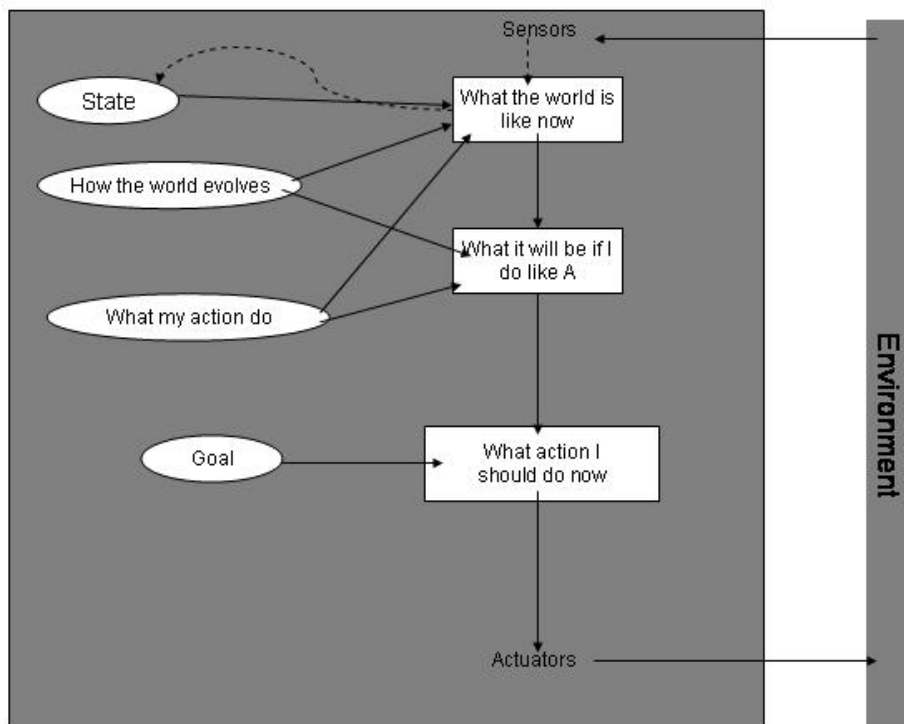 Sensors
State
What the world is
like now
How the world evolves
What it will be if I
do like A
What my action do
Environment
Goal
What action I
should do now
Actuators